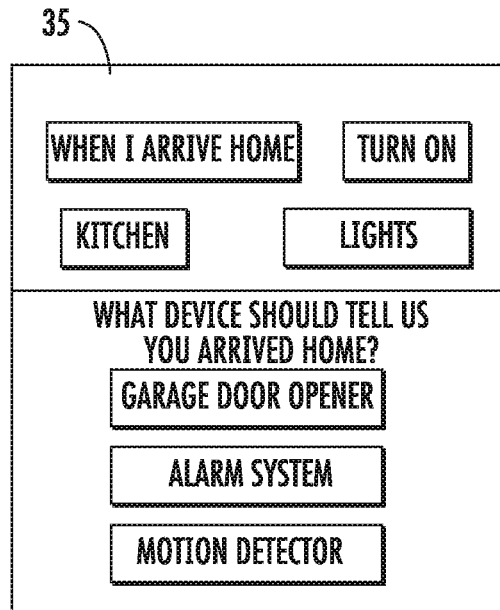 35
WHEN I ARRIVE HOME TURN ON
KITCHEN LIGHTS
WHAT DEVICE SHOULD TELL US
YOU ARRIVED HOME?
GARAGE DOOR OPENER
ALARM SYSTEM
MOTION DETECTOR